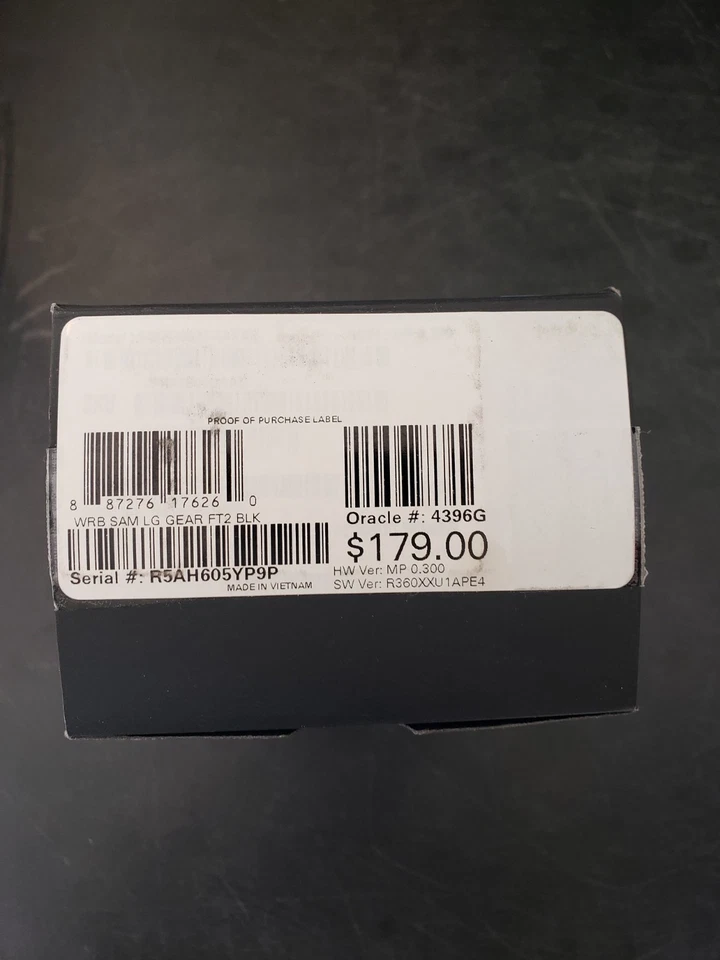 PROOF OF PURCHASE LABEL
8 87276 17626 0
WRB SAM LG GEAR FT2 BLK
Serial #: R5AH605YP9P
MADE IN VIETNAM
Oracle #: 4396G
$179.00
HW Ver: MP 0.300
SW Ver: R360XXU1APE4